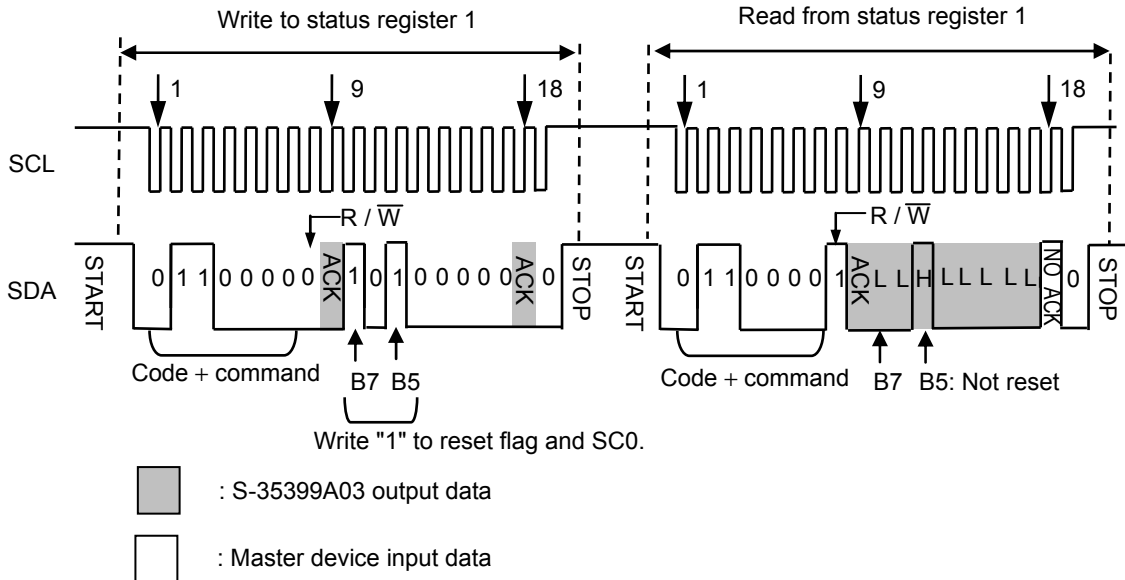 Write to status register 1
Read from status register 1
1 9 18 1 9 18
SCL
R / W̅ R / W̅
SDA
START 0 1 1 0 0 0 0 0 ACK 1 0 1 0 0 0 0 0 ACK 0 STOP START 0 1 1 0 0 0 0 1 ACK L L H L L L L L NO ACK 0 STOP
Code + command B7 B5 Code + command B7 B5: Not reset
Write "1" to reset flag and SC0.
: S-35399A03 output data
: Master device input data